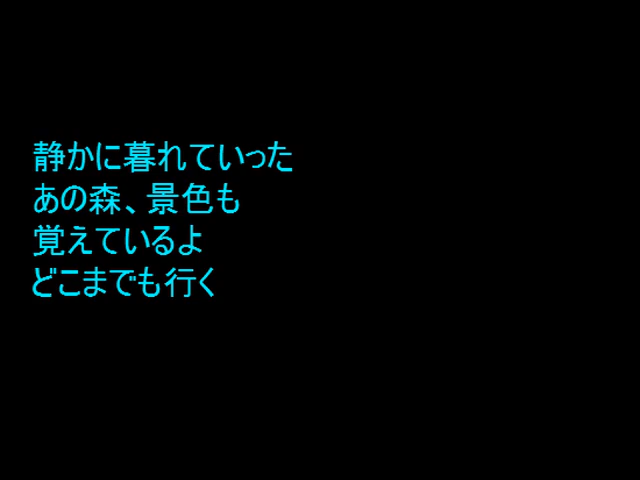 静かに暮れていった
あの森、景色も
覚えているよ
どこまでも行く